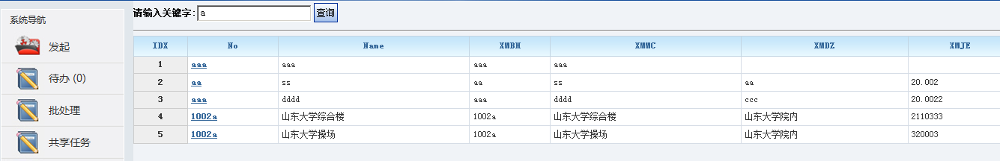 请输入关键字: a 查询
系统导航
发起
待办 (0)
批处理
共享任务
IDX No Name XMBH XMMC XMDZ XMJE
1 aaa aaa aaa aaa
2 aa ss aa ss aa 20.002
3 aaa dddd aaa dddd ccc 20.0022
4 1002a 山东大学综合楼 1002a 山东大学综合楼 山东大学院内 2110333
5 1002a 山东大学操场 1002a 山东大学操场 山东大学院内 320003